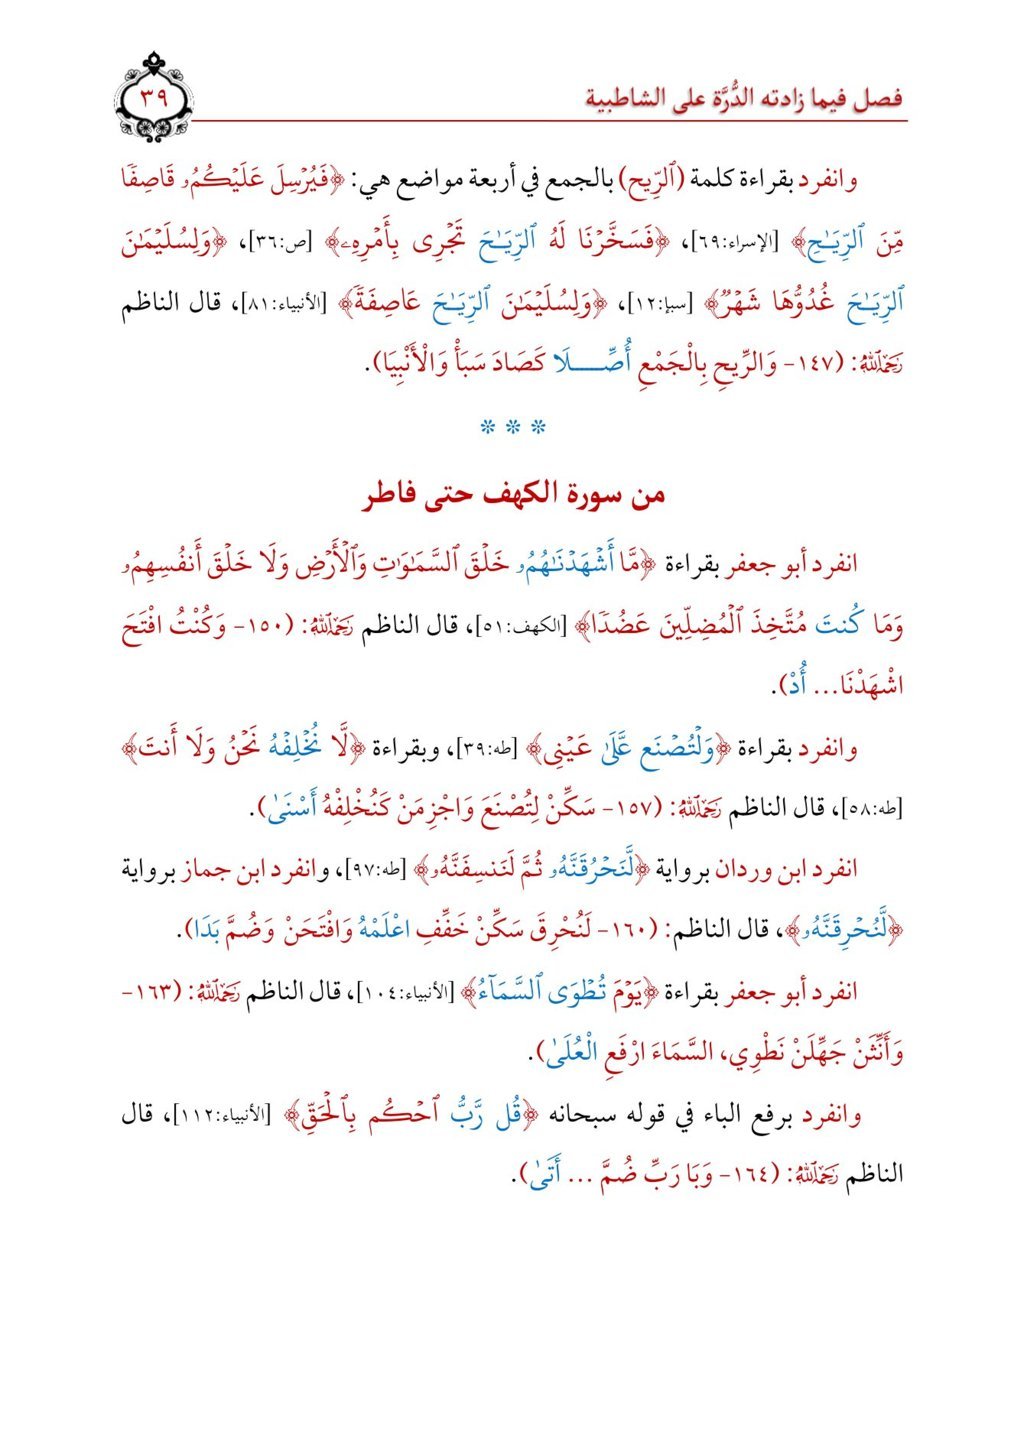 فصل فيما زادته الدُّرَّة على الشاطبية
٣٩
وانفرد بقراءة كلمة (ٱلرِّيح) بالجمع في أربعة مواضع هي: ﴿فَيُرۡسِلَ عَلَيۡكُمُۥ قَاصِفٗا
مِّنَ ٱلرِّيَٰحِ﴾ [الإسراء:٦٩]، ﴿فَسَخَّرۡنَا لَهُ ٱلرِّيَٰحَ تَجۡرِي بِأَمۡرِهِۦ﴾ [ص:٣٦]، ﴿وَلِسُلَيۡمَٰنَ
ٱلرِّيَٰحَ غُدُوُّهَا شَهۡرٞ﴾ [سبإ:١٢]، ﴿وَلِسُلَيۡمَٰنَ ٱلرِّيَٰحَ عَاصِفَةٗ﴾ [الأنبياء:٨١]، قال الناظم
رَحِمَهُ ٱللَّهُ: (١٤٧- وَالرِّيحِ بِالْجَمْعِ أُصِّـــلَا كَصَادَ سَبَأْ وَالْأَنْبِيَا).
* * *
من سورة الكهف حتى فاطر
انفرد أبو جعفر بقراءة ﴿مَّا أَشۡهَدۡنَٰهُمُۥ خَلۡقَ ٱلسَّمَٰوَٰتِ وَٱلۡأَرۡضِ وَلَا خَلۡقَ أَنفُسِهِمُۥ
وَمَا كُنتَ مُتَّخِذَ ٱلۡمُضِلِّينَ عَضُدٗا﴾ [الكهف:٥١]، قال الناظم رَحِمَهُ ٱللَّهُ: (١٥٠- وَكُنْتُ افْتَحَ
اشْهَدْنَا... أُدْ).
وانفرد بقراءة ﴿وَلۡتُصۡنَع عَّلَىٰ عَيۡنِي﴾ [طه:٣٩]، وبقراءة ﴿لَّا نُخۡلِفۡهُ نَحۡنُ وَلَا أَنتَ﴾
[طه:٥٨]، قال الناظم رَحِمَهُ ٱللَّهُ: (١٥٧- سَكِّنْ لِتُصْنَعَ وَاجْزِمَنْ كَنُخْلِفْهُ أَسْنَىٰ).
انفرد ابن وردان برواية ﴿لَّنَحۡرُقَنَّهُۥ ثُمَّ لَنَنسِفَنَّهُۥ﴾ [طه:٩٧]، وانفرد ابن جماز برواية
﴿لَّنُحۡرِقَنَّهُۥ﴾، قال الناظم: (١٦٠- لَنُحْرِقَ سَكِّنْ خَفِّفِ اعْلَمْهُ وَافْتَحَنْ وَضُمَّ بَدَا).
انفرد أبو جعفر بقراءة ﴿يَوۡمَ تُطۡوَى ٱلسَّمَآءُ﴾ [الأنبياء:١٠٤]، قال الناظم رَحِمَهُ ٱللَّهُ: (١٦٣-
وَأَنِّثَنْ جَهِّلَنْ نَطْوِي، السَّمَاءَ ارْفَعِ الْعُلَىٰ).
وانفرد برفع الباء في قوله سبحانه ﴿قُل رَّبُّ ٱحۡكُم بِٱلۡحَقِّ﴾ [الأنبياء:١١٢]، قال
الناظم رَحِمَهُ ٱللَّهُ: (١٦٤- وَبَا رَبِّ ضُمَّ ... أَتَىٰ).